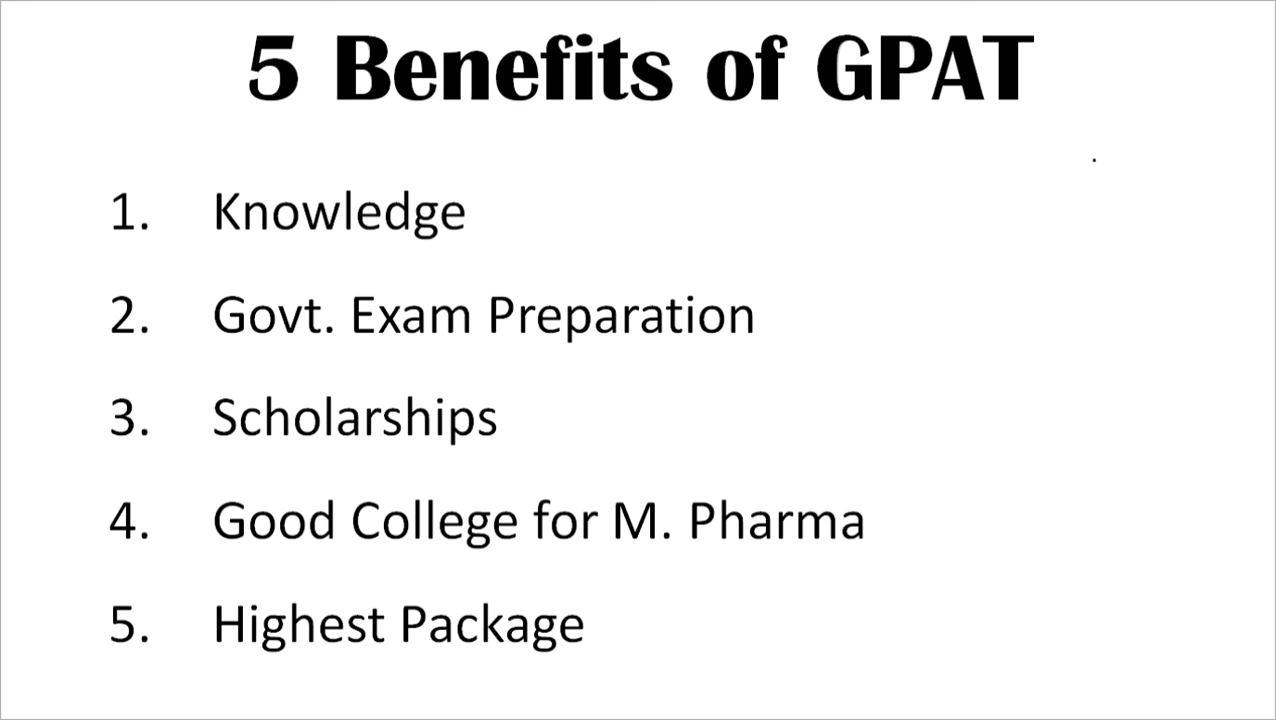 5 Benefits of GPAT
1. Knowledge
2. Govt. Exam Preparation
3. Scholarships
4. Good College for M. Pharma
5. Highest Package